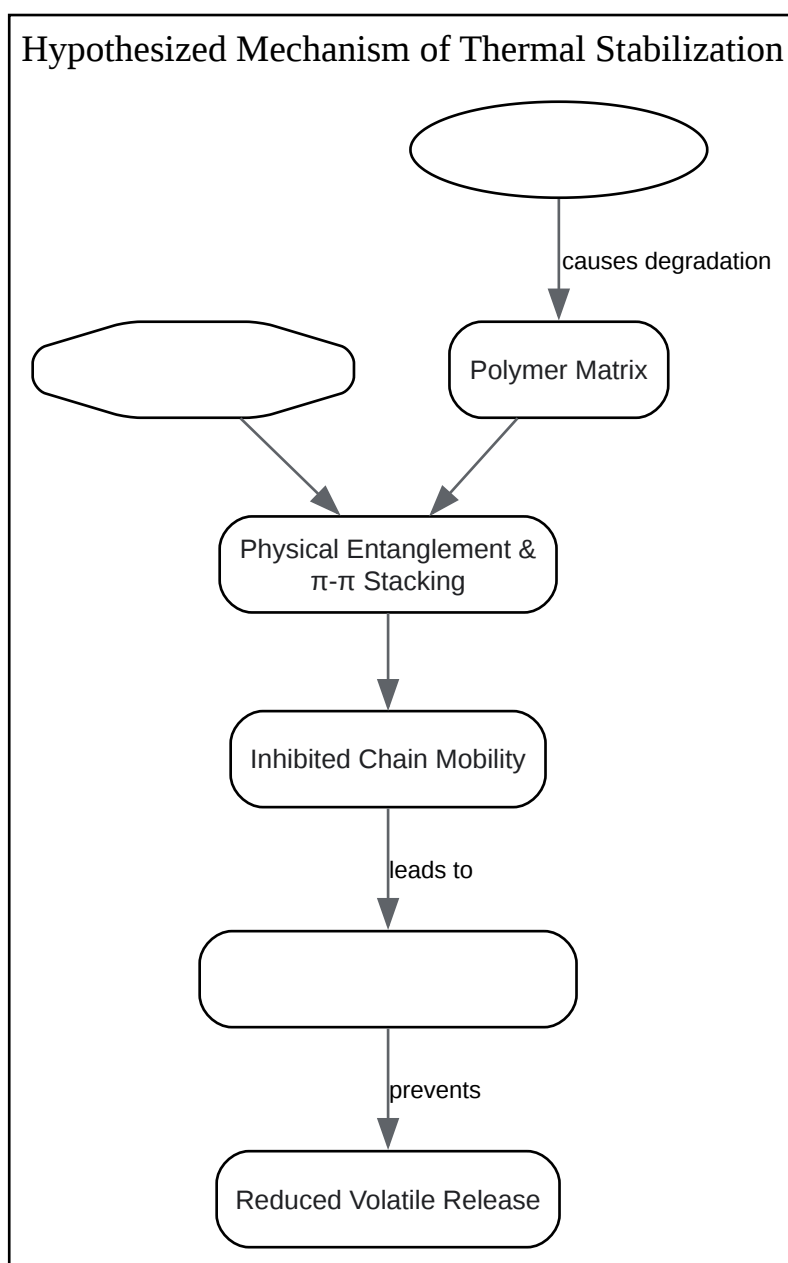 Hypothesized Mechanism of Thermal Stabilization
causes degradation
Polymer Matrix
Physical Entanglement &
π-π Stacking
Inhibited Chain Mobility
leads to
prevents
Reduced Volatile Release